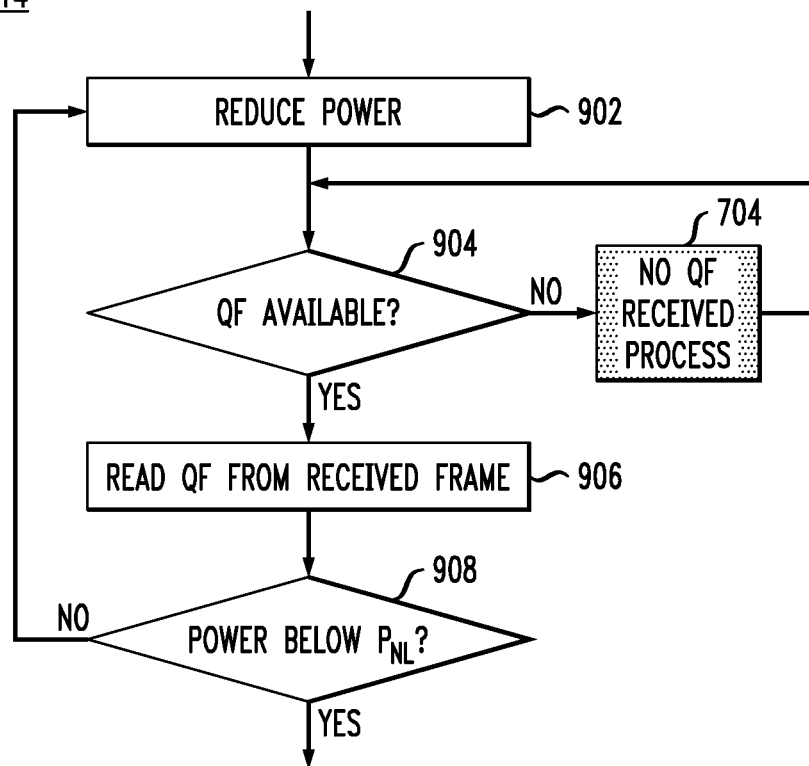 REDUCE POWER
902
704
904
NO QF
RECEIVED
PROCESS
QF AVAILABLE?
NO
YES
READ QF FROM RECEIVED FRAME
906
908
NO
POWER BELOW PNL?
YES